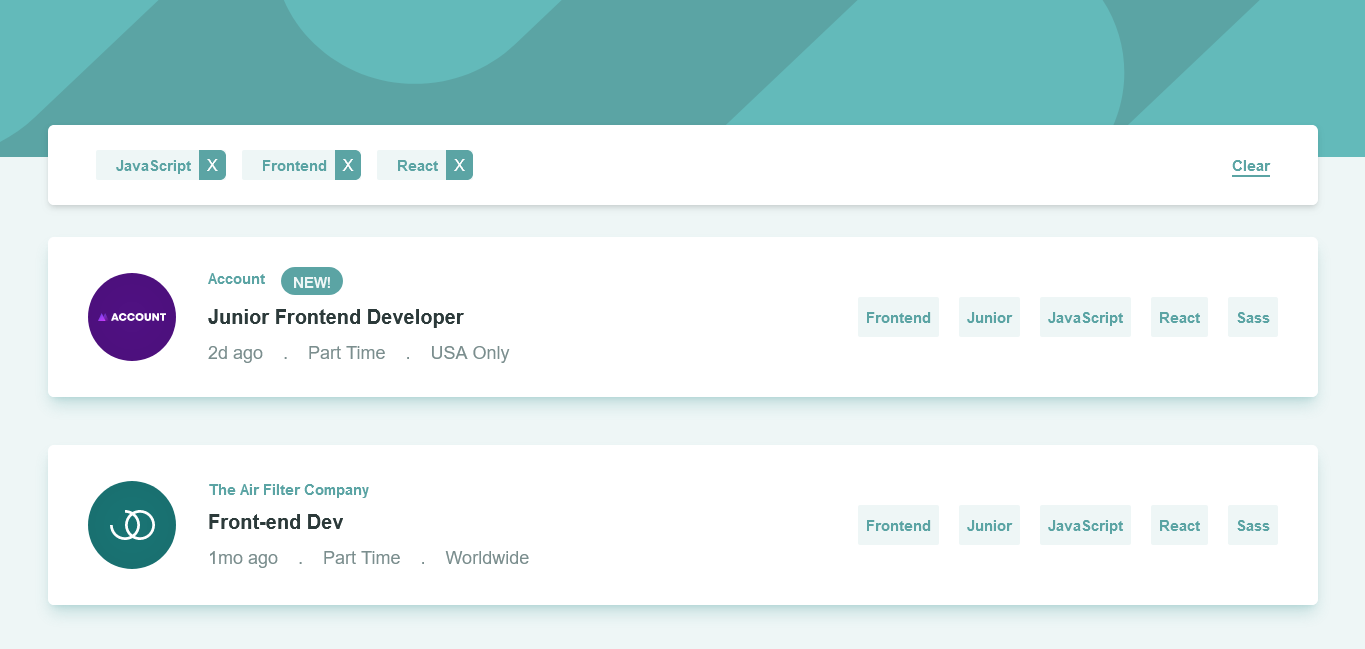 JavaScript X Frontend X React X Clear
Account NEW!
ACCOUNT
Junior Frontend Developer
2d ago . Part Time . USA Only
Frontend Junior JavaScript React Sass
The Air Filter Company
Front-end Dev
1mo ago . Part Time . Worldwide
Frontend Junior JavaScript React Sass